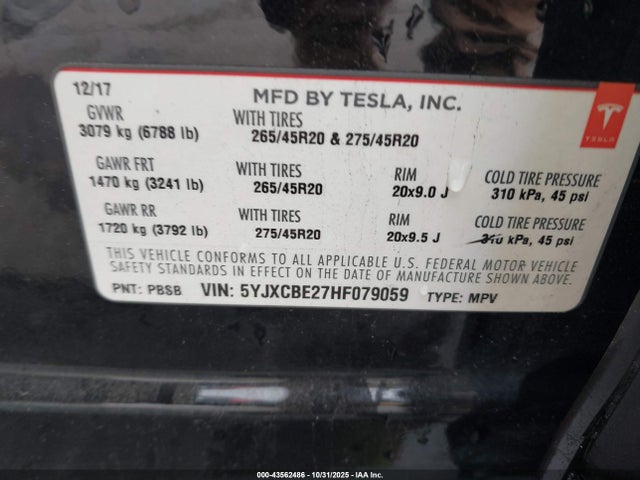 12/17
MFD BY TESLA, INC.
GVWR
3079 kg (6788 lb)
WITH TIRES
265/45R20 & 275/45R20
TESLA
GAWR FRT
1470 kg (3241 lb)
WITH TIRES
265/45R20
RIM
20x9.0 J
COLD TIRE PRESSURE
310 kPa, 45 psi
GAWR RR
1720 kg (3792 lb)
WITH TIRES
275/45R20
RIM
20x9.5 J
COLD TIRE PRESSURE
310 kPa, 45 psi
THIS VEHICLE CONFORMS TO ALL APPLICABLE U.S. FEDERAL MOTOR VEHICLE
SAFETY STANDARDS IN EFFECT ON THE DATE OF MANUFACTURE SHOWN ABOVE.
PNT: PBSB VIN: 5YJXCBE27HF079059 TYPE: MPV
000-43562486 - 10/31/2025 - IAA Inc.